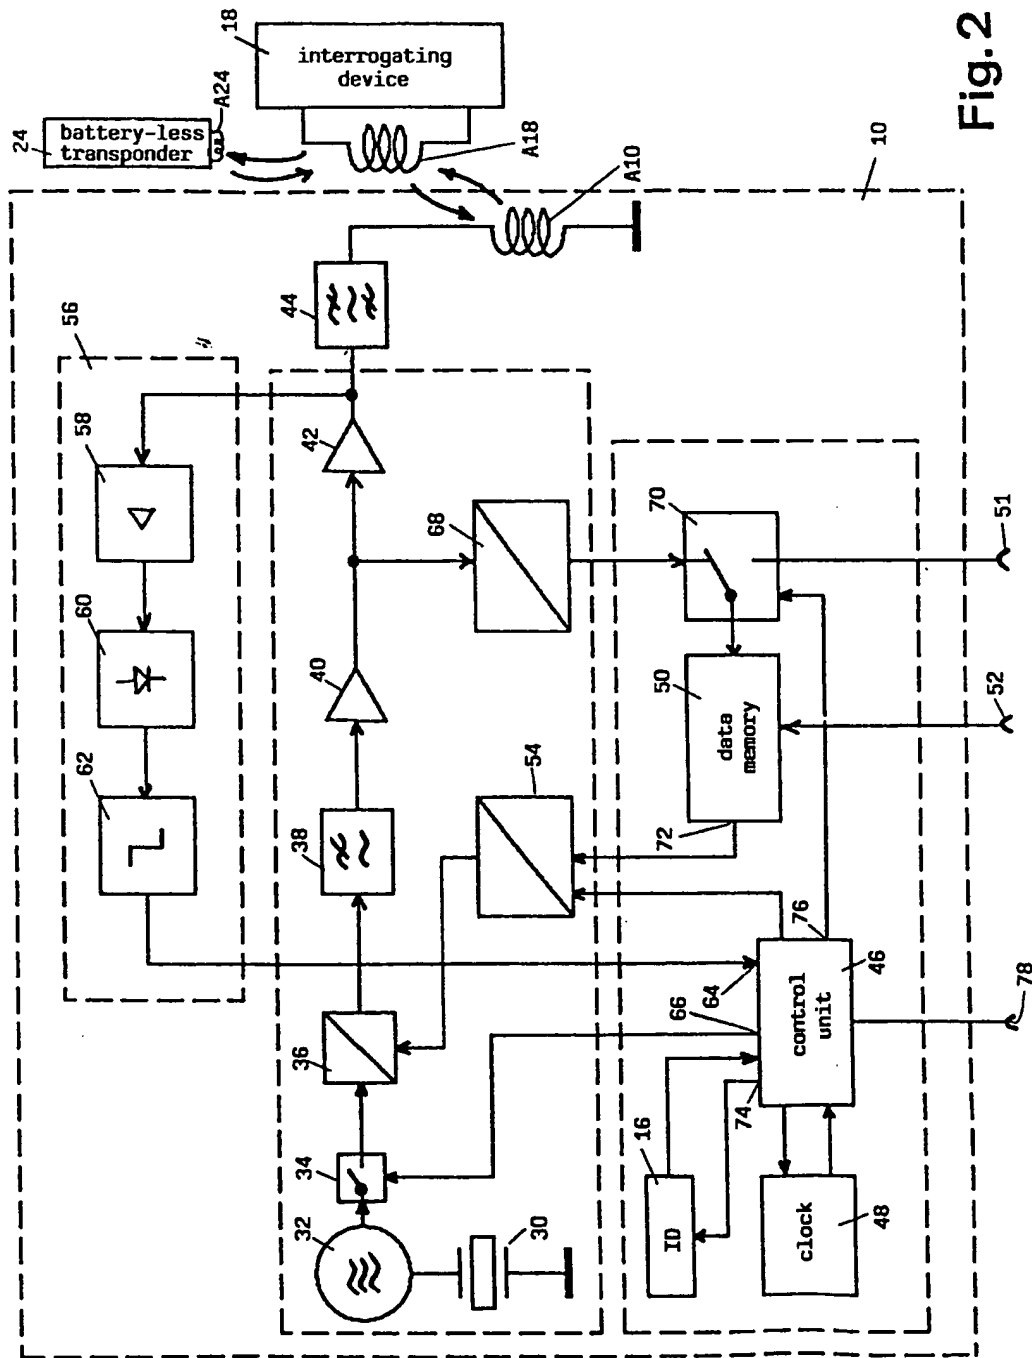 Fig.2
24
battery-less
transponder
A24
18
interrogating
device
A18
A10
10
44
56
58
60
62
42
40
38
36
34
32
30
68
54
70
50
data
memory
72
51
52
76
46
control
unit
64
66
74
78
16
ID
clock
48